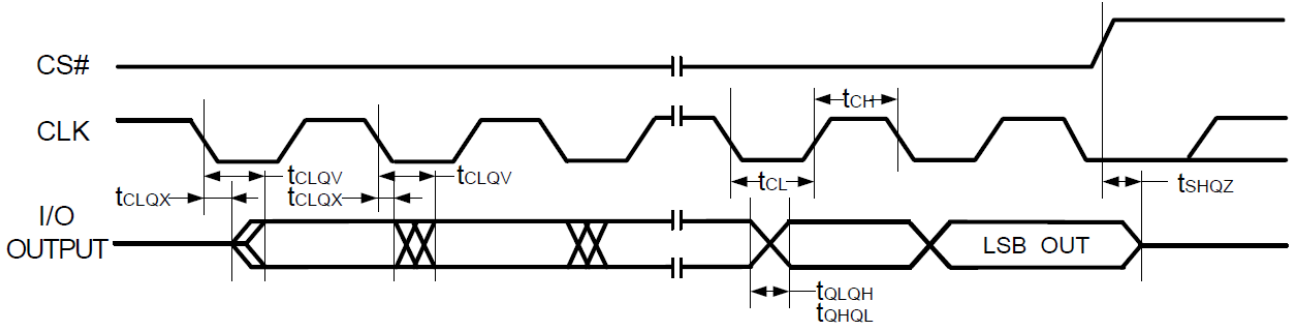 CS#
tCH
CLK
tCLQV
tCLQV
tCL
tSHQZ
tCLQX
tCLQX
I/O
OUTPUT
LSB OUT
tQLQH
tQHQL